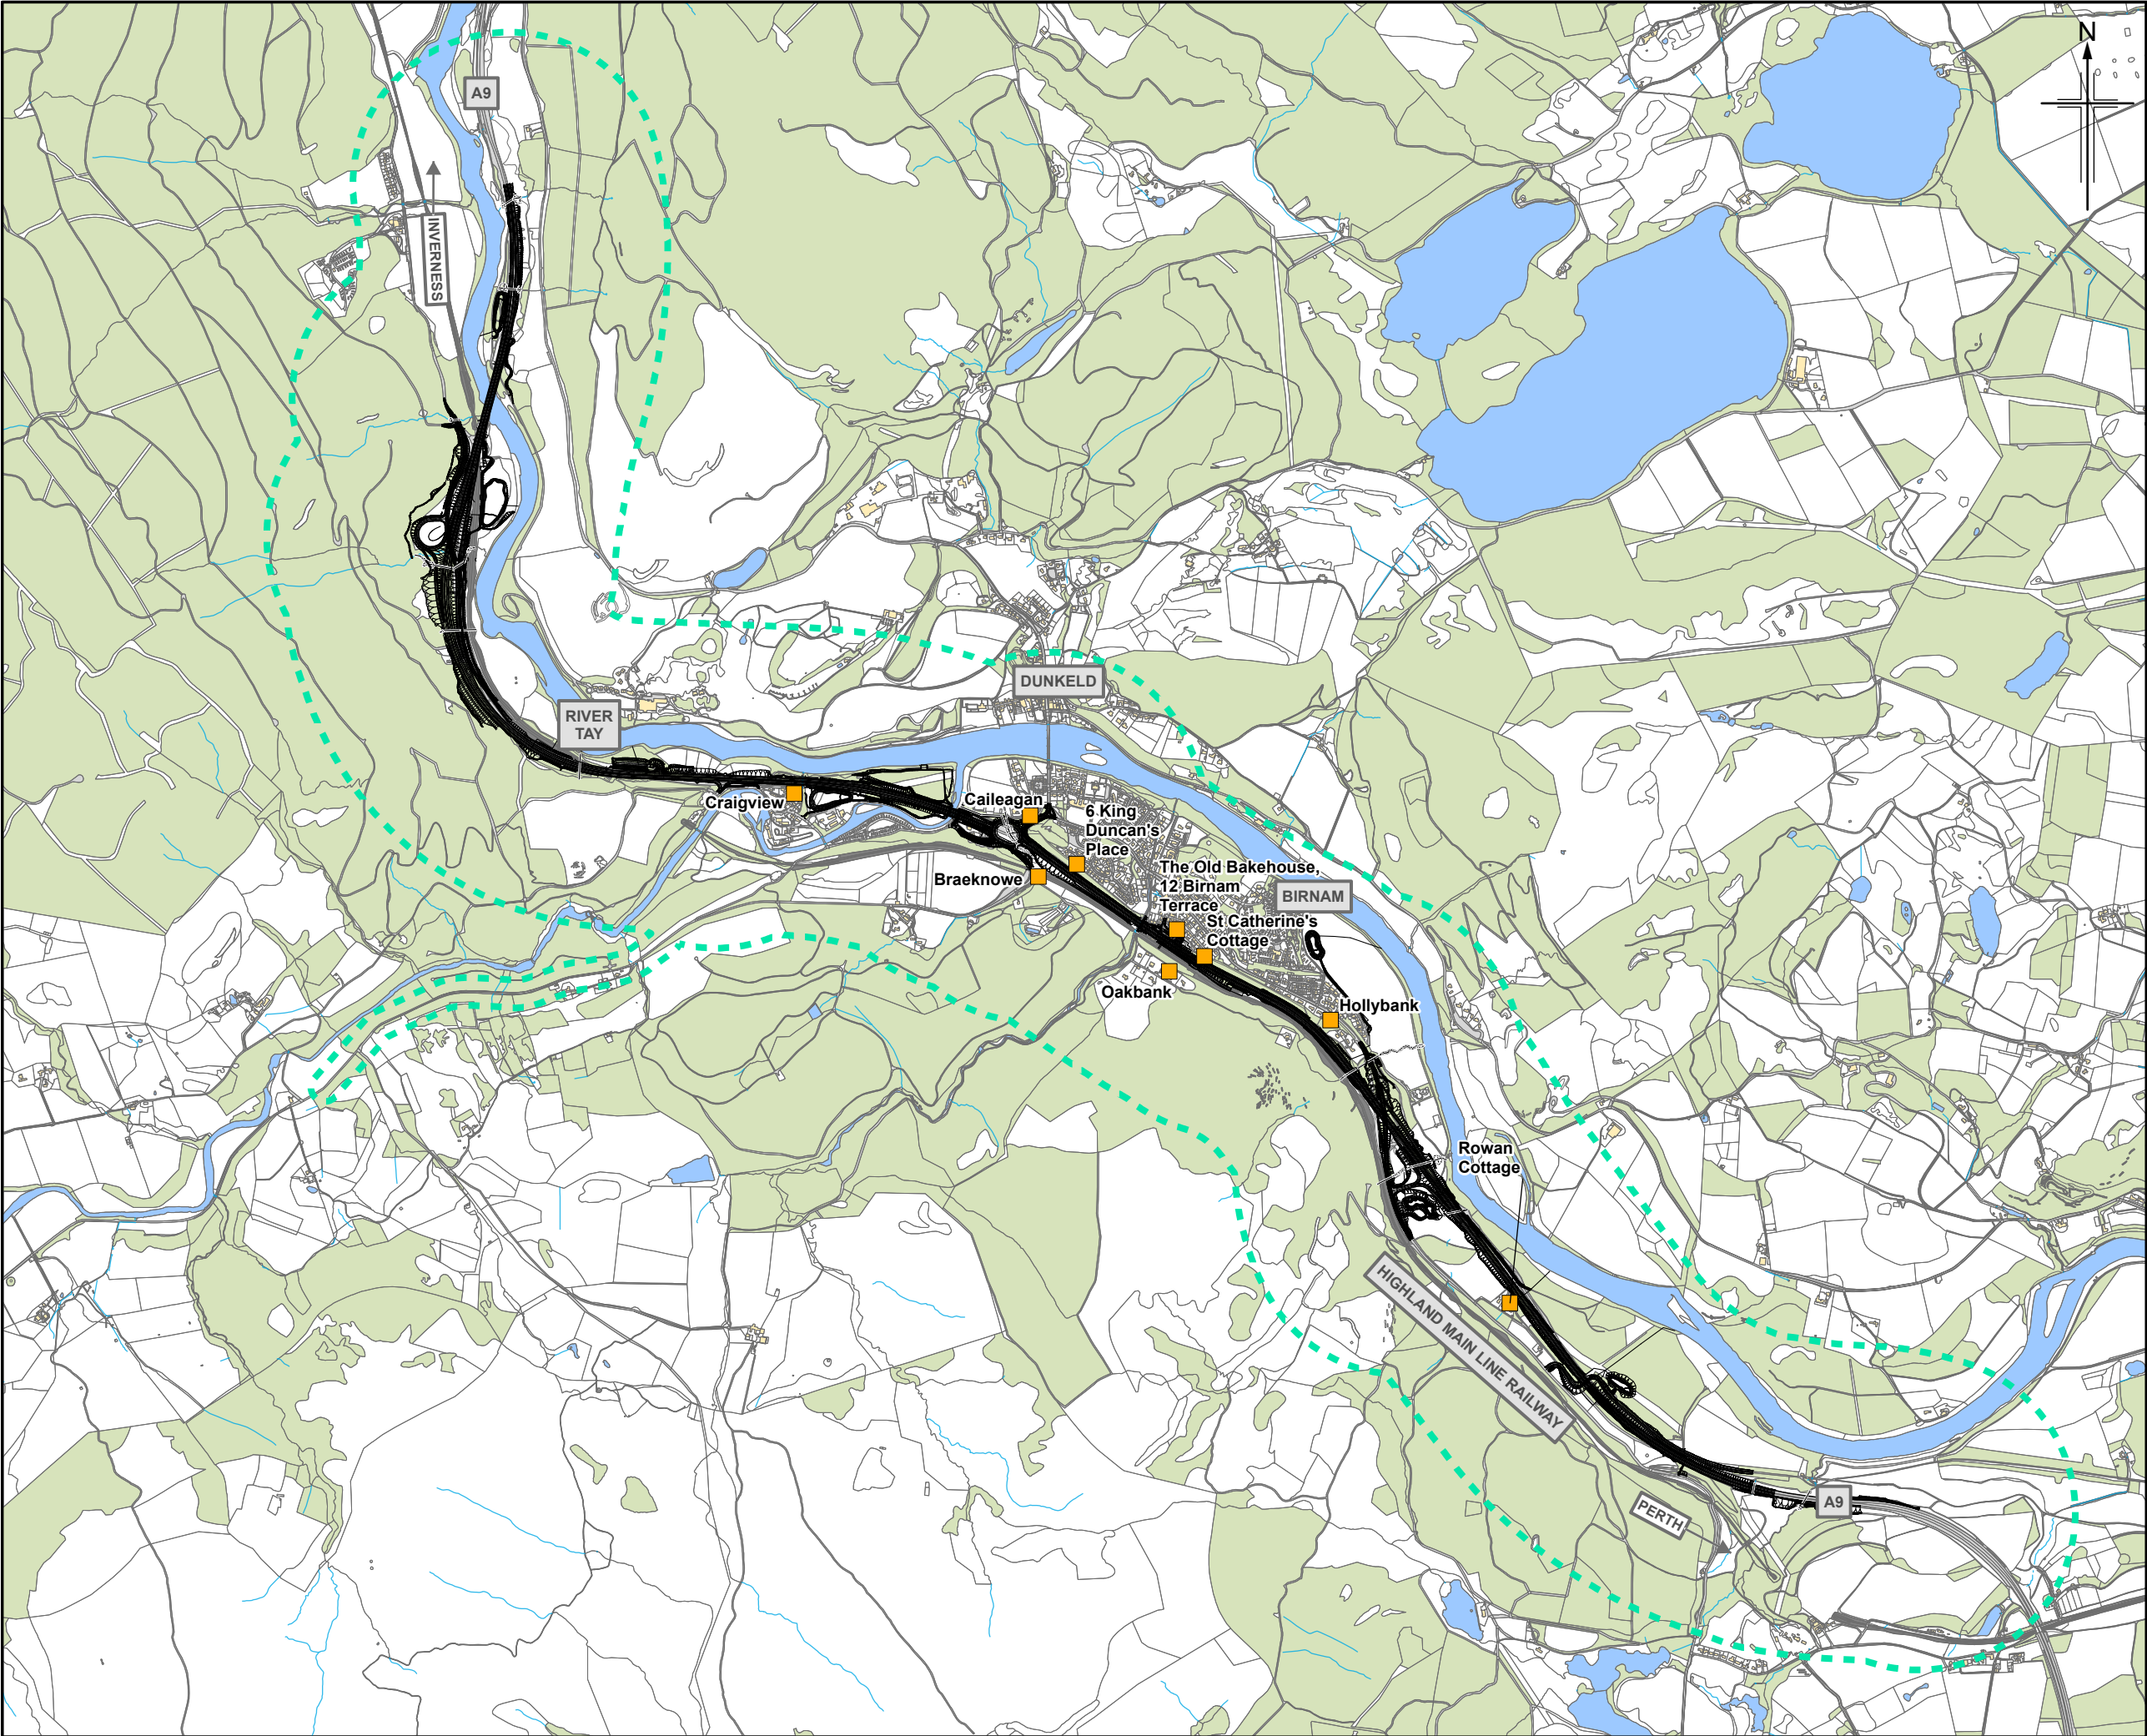 N
A9
INVERNESS
DUNKELD
RIVER
TAY
Craigview
Caileagan
6 King
Duncan's
Place
Braeknowe
The Old Bakehouse,
12 Birnam
Terrace
BIRNAM
St Catherine's
Cottage
Oakbank
Hollybank
Rowan
Cottage
HIGHLAND MAIN LINE RAILWAY
PERTH
A9